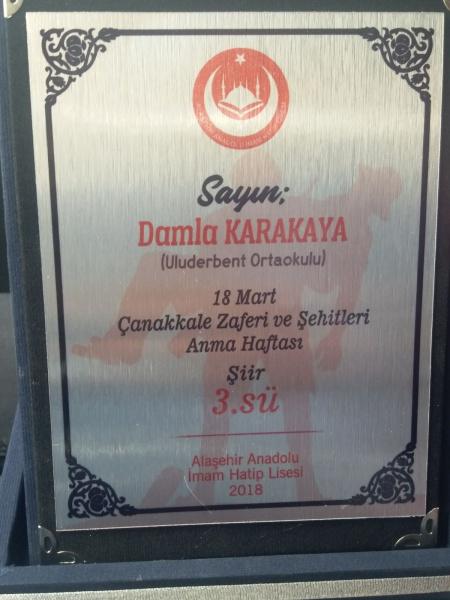 Sayın;
Damla KARAKAYA
(Uluderbent Ortaokulu)
18 Mart
Çanakkale Zaferi ve Şehitleri
Anma Haftası
Şiir
3.sü
Alaşehir Anadolu
İmam Hatip Lisesi
2018